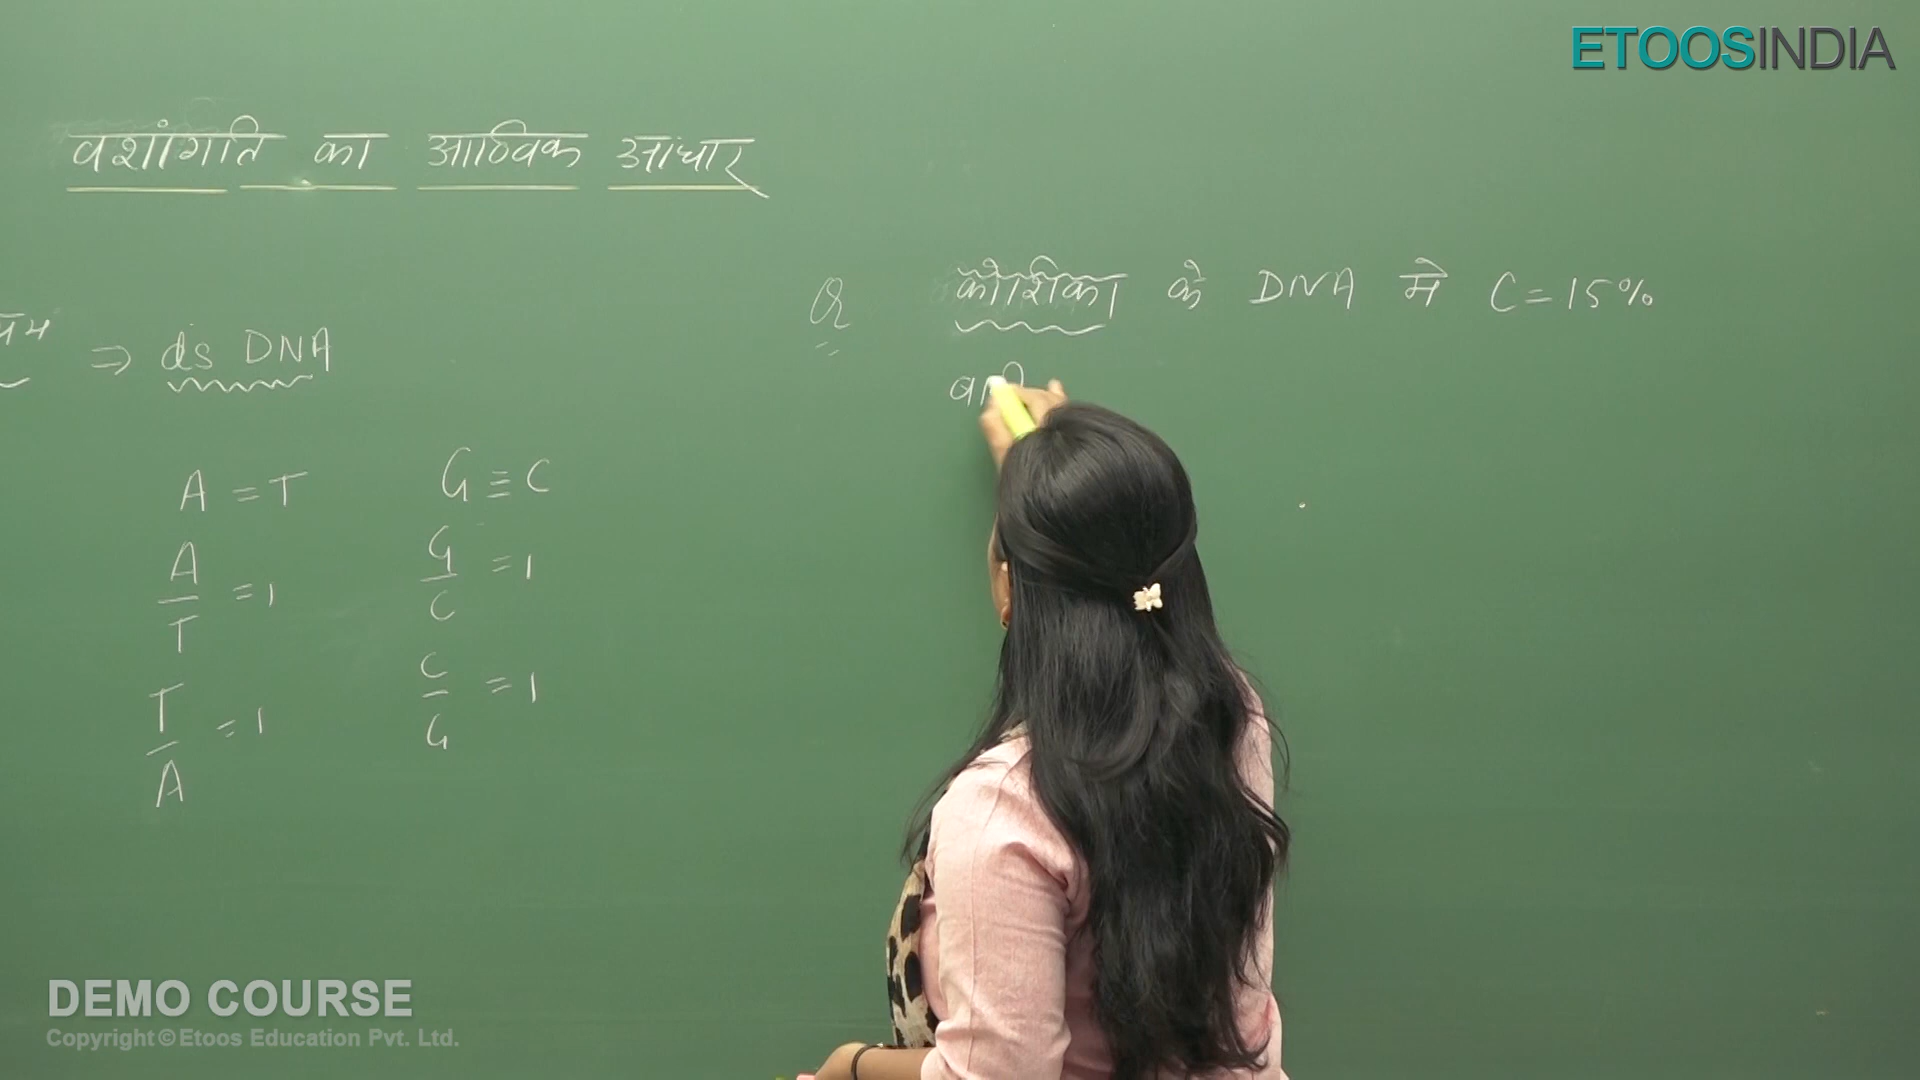 ETOOSINDIA
वशांगति का आण्विक आधार
⇒ ds DNA
A = T
A/T = 1
T/A = 1
G ≡ C
G/C = 1
C/G = 1
Q कोशिका के DNA मे C = 15%
DEMO COURSE
Copyright © Etoos Education Pvt. Ltd.